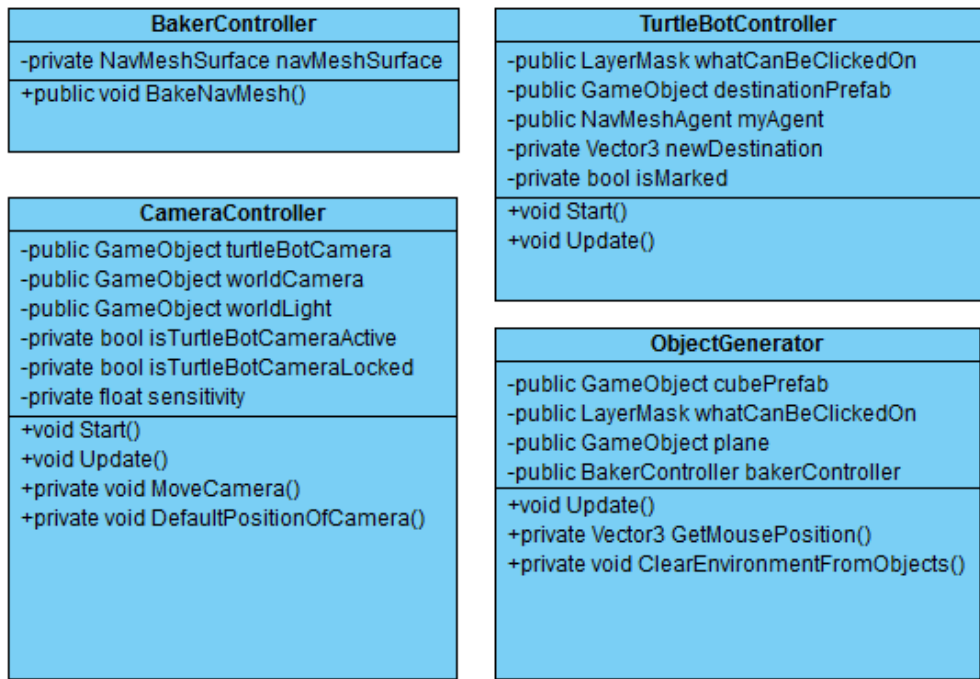 BakerController
-private NavMeshSurface navMeshSurface
+public void BakeNavMesh()
CameraController
-public GameObject turtleBotCamera
-public GameObject worldCamera
-public GameObject worldLight
-private bool isTurtleBotCameraActive
-private bool isTurtleBotCameraLocked
-private float sensitivity
+void Start()
+void Update()
+private void MoveCamera()
+private void DefaultPositionOfCamera()
TurtleBotController
-public LayerMask whatCanBeClickedOn
-public GameObject destinationPrefab
-public NavMeshAgent myAgent
-private Vector3 newDestination
-private bool isMarked
+void Start()
+void Update()
ObjectGenerator
-public GameObject cubePrefab
-public LayerMask whatCanBeClickedOn
-public GameObject plane
-public BakerController bakerController
+void Update()
+private Vector3 GetMousePosition()
+private void ClearEnvironmentFromObjects()